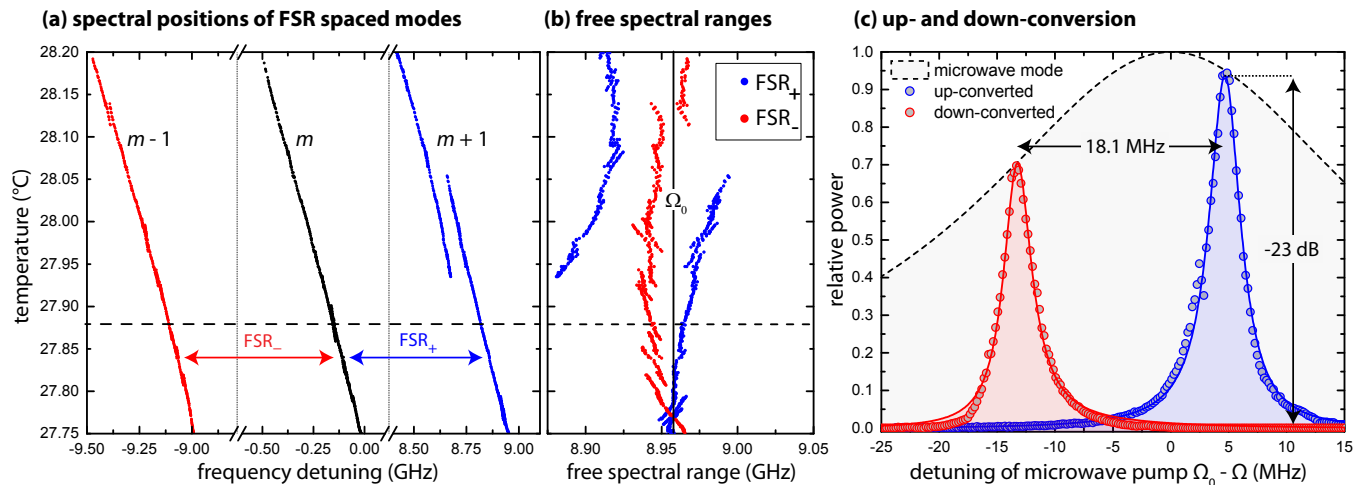 (a) spectral positions of FSR spaced modes
28.20
28.15
28.10
28.05
28.00
27.95
27.90
27.85
27.80
27.75
temperature (°C)
m - 1
m
m + 1
FSR_
FSR+
-9.50
-9.25
-9.00
-0.50
-0.25
0.00
8.50
8.75
9.00
frequency detuning (GHz)
(b) free spectral ranges
FSR+
FSR_
Ω0
8.90
8.95
9.00
9.05
free spectral range (GHz)
(c) up- and down-conversion
1.0
0.9
0.8
0.7
0.6
0.5
0.4
0.3
0.2
0.1
0.0
relative power
microwave mode
up-converted
down-converted
18.1 MHz
-23 dB
-25
-20
-15
-10
-5
0
5
10
15
detuning of microwave pump Ω0 - Ω (MHz)